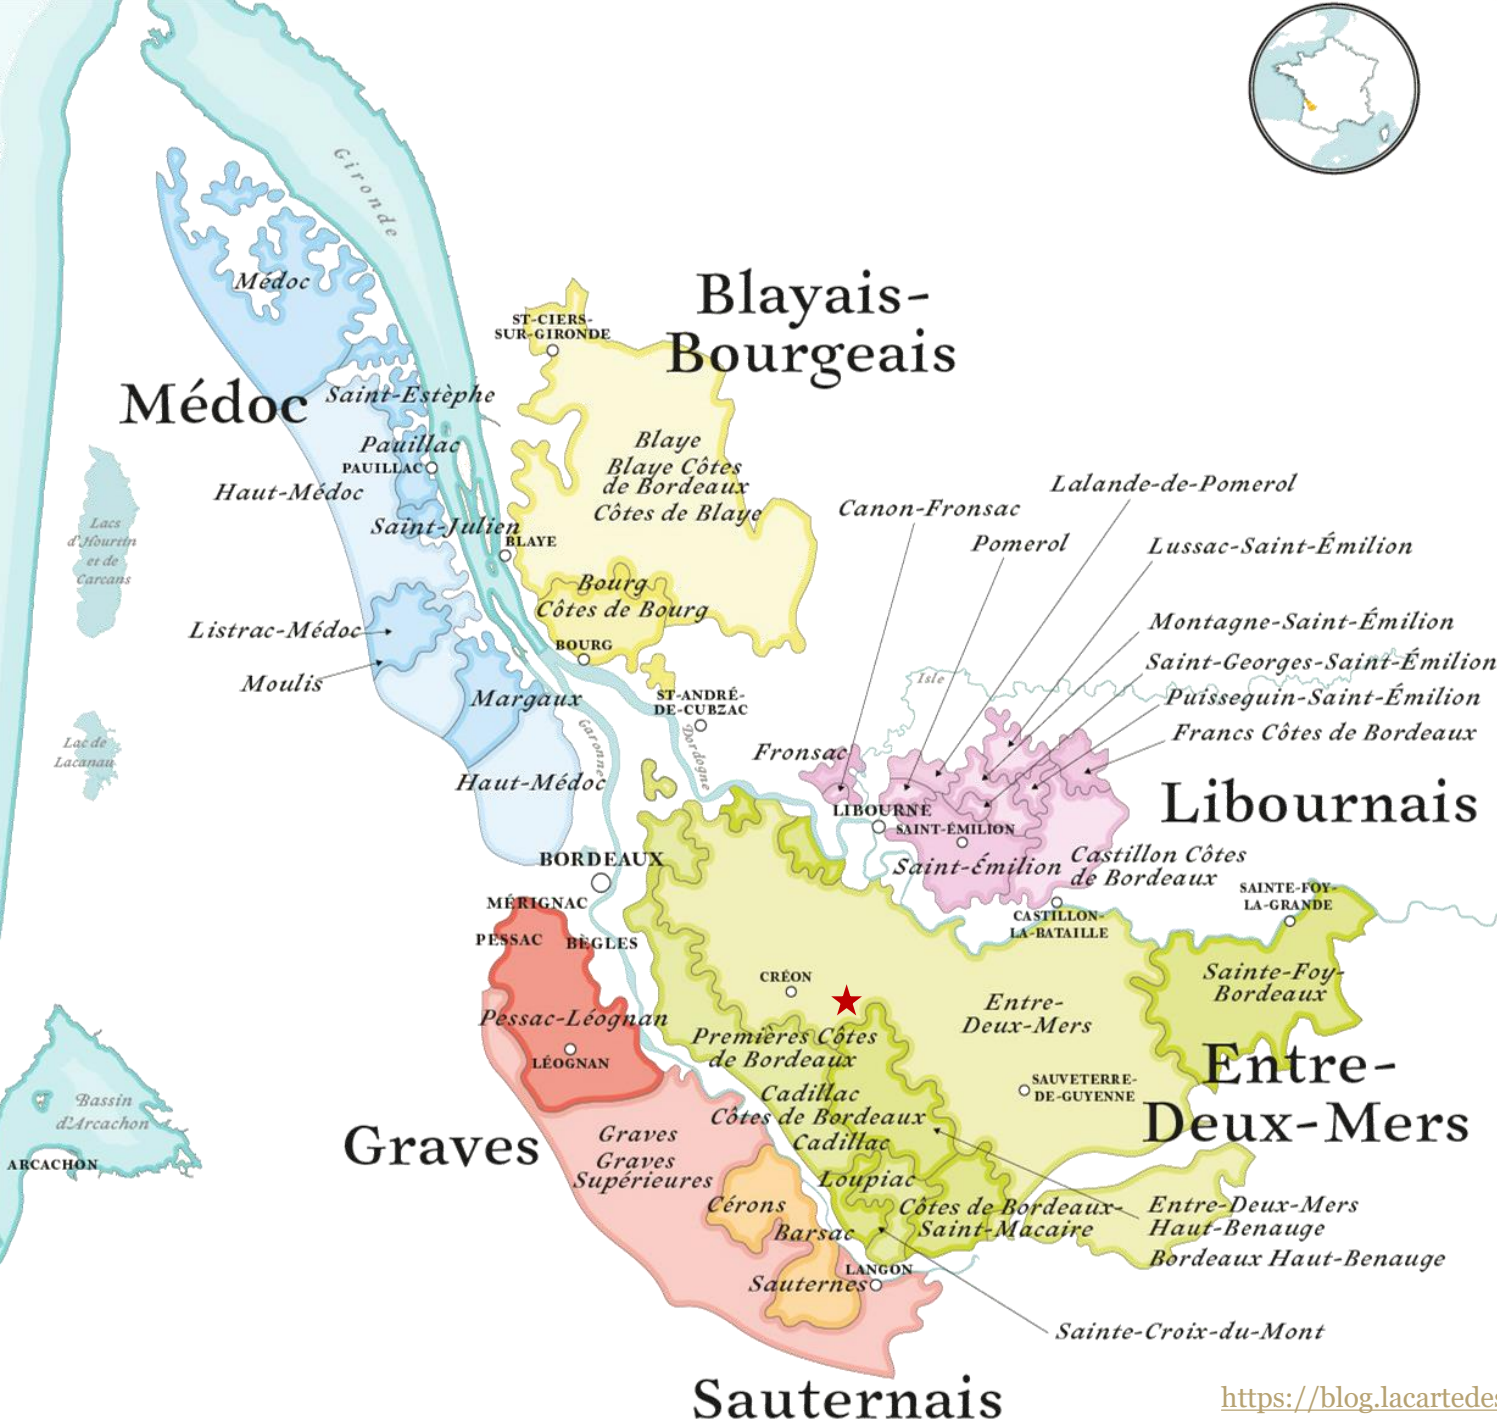 Gironde
Médoc
Blayais-
Bourgeais
ST-CIERS-
SUR-GIRONDE
Médoc
Saint-Estèphe
Pauillac
PAUILLAC
Haut-Médoc
Saint-Julien
Blaye
Blaye Côtes
de Bordeaux
Côtes de Blaye
BLAYE
Lacs
d'Hourtin
et de
Carcans
Bourg
Côtes de Bourg
BOURG
Listrac-Médoc
Moulis
Margaux
Haut-Médoc
Lac de
Lacanau
Garonne
Dordogne
ST-ANDRÉ-
DE-CUBZAC
Lalande-de-Pomerol
Canon-Fronsac
Pomerol
Lussac-Saint-Émilion
Montagne-Saint-Émilion
Saint-Georges-Saint-Émilion
Puisseguin-Saint-Émilion
Francs Côtes de Bordeaux
Isle
Fronsac
Libournais
LIBOURNE
SAINT-ÉMILION
Saint-Émilion
Castillon Côtes
de Bordeaux
CASTILLON-
LA-BATAILLE
SAINTE-FOY-
LA-GRANDE
BORDEAUX
MÉRIGNAC
PESSAC
BÈGLES
Pessac-Léognan
LÉOGNAN
CRÉON
Entre-
Deux-Mers
Sainte-Foy-
Bordeaux
Premières Côtes
de Bordeaux
Cadillac
Côtes de Bordeaux
Cadillac
SAUVETERRE-
DE-GUYENNE
Entre-
Deux-Mers
Bassin
d'Arcachon
ARCACHON
Graves
Graves
Graves
Supérieures
Cérons
Barsac
Sauternes
LANGON
Loupiac
Côtes de Bordeaux-
Saint-Macaire
Entre-Deux-Mers
Haut-Benauge
Bordeaux Haut-Benauge
Sainte-Croix-du-Mont
Sauternais
https://blog.lacartedes